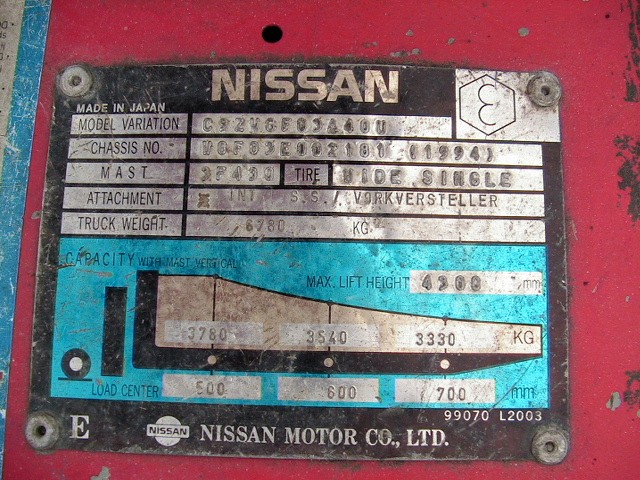 NISSAN
MADE IN JAPAN
MODEL VARIATION
CHASSIS NO. VGF03E002181 (1994)
MAST 2F430 TIRE WIDE SINGLE
ATTACHMENT INT S.S./ VORKVERSTELLER
TRUCK WEIGHT 6780 KG
CAPACITY WITH MAST VERTICAL
MAX. LIFT HEIGHT 4300 mm
3780 3540 3330 KG
LOAD CENTER 500 600 700 mm
99070 L2003
E NISSAN NISSAN MOTOR CO., LTD.